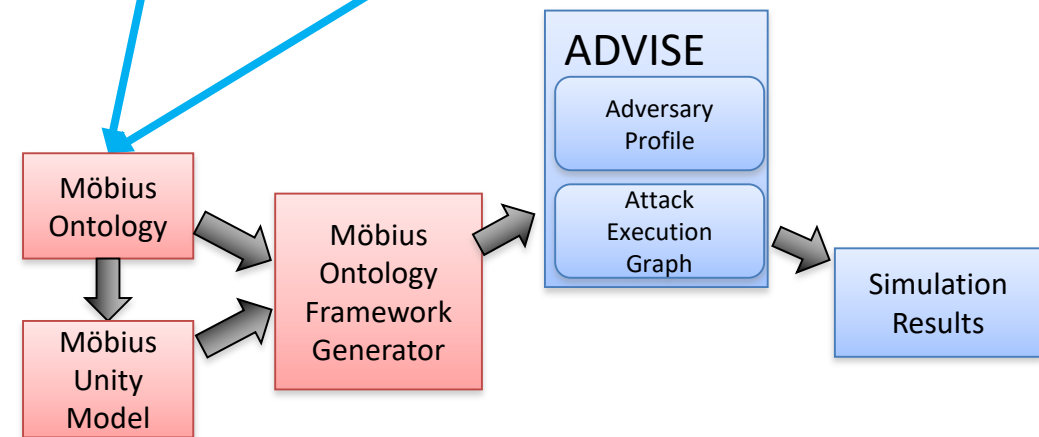 Möbius
Ontology
Möbius
Unity
Model
Möbius
Ontology
Framework
Generator
ADVISE
Adversary
Profile
Attack
Execution
Graph
Simulation
Results